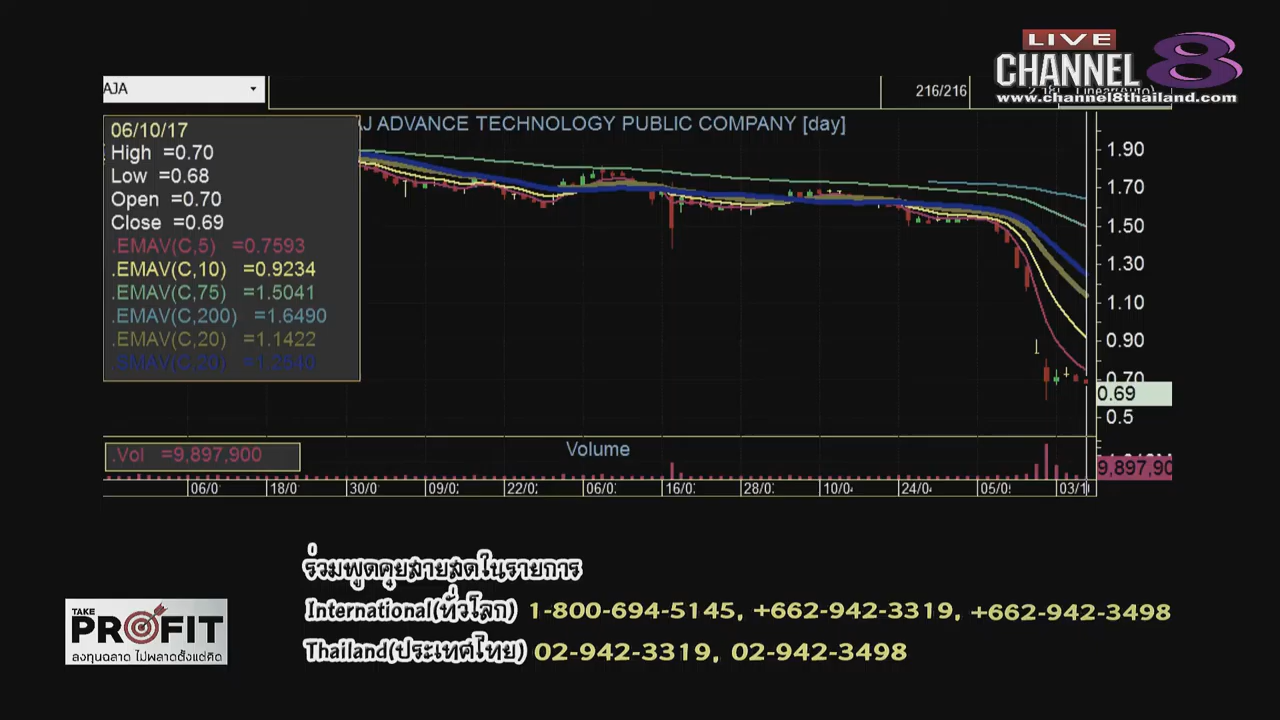 LIVE
CHANNEL 8
www.channel8thailand.com
AJA
216/216
AJ ADVANCE TECHNOLOGY PUBLIC COMPANY [day]
06/10/17
High =0.70
Low =0.68
Open =0.70
Close =0.69
.EMAV(C,5) =0.7593
.EMAV(C,10) =0.9234
.EMAV(C,75) =1.5041
.EMAV(C,200) =1.6490
.EMAV(C,20) =1.1422
1.90
1.70
1.50
1.30
1.10
0.90
0.70
0.69
0.5
.Vol =9,897,900
Volume
9,897,90
06/0
18/0
30/0
09/0
22/0
06/0
16/0
28/0
10/0
24/0
05/0
03/1
ร่วมพูดคุยสายสดในรายการ
International(ทั่วโลก) 1-800-694-5145, +662-942-3319, +662-942-3498
Thailand(ประเทศไทย) 02-942-3319, 02-942-3498
TAKE
PROFIT
ลงทุนฉลาด ไม่พลาดตั้งแต่คิด